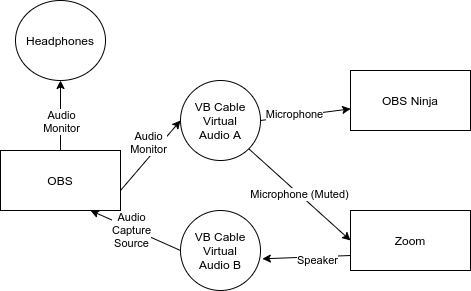 Headphones
Audio
Monitor
VB Cable
Virtual
Audio A
Microphone
OBS Ninja
Audio
Monitor
OBS
Microphone (Muted)
Audio
Capture
Source
VB Cable
Virtual
Audio B
Speaker
Zoom